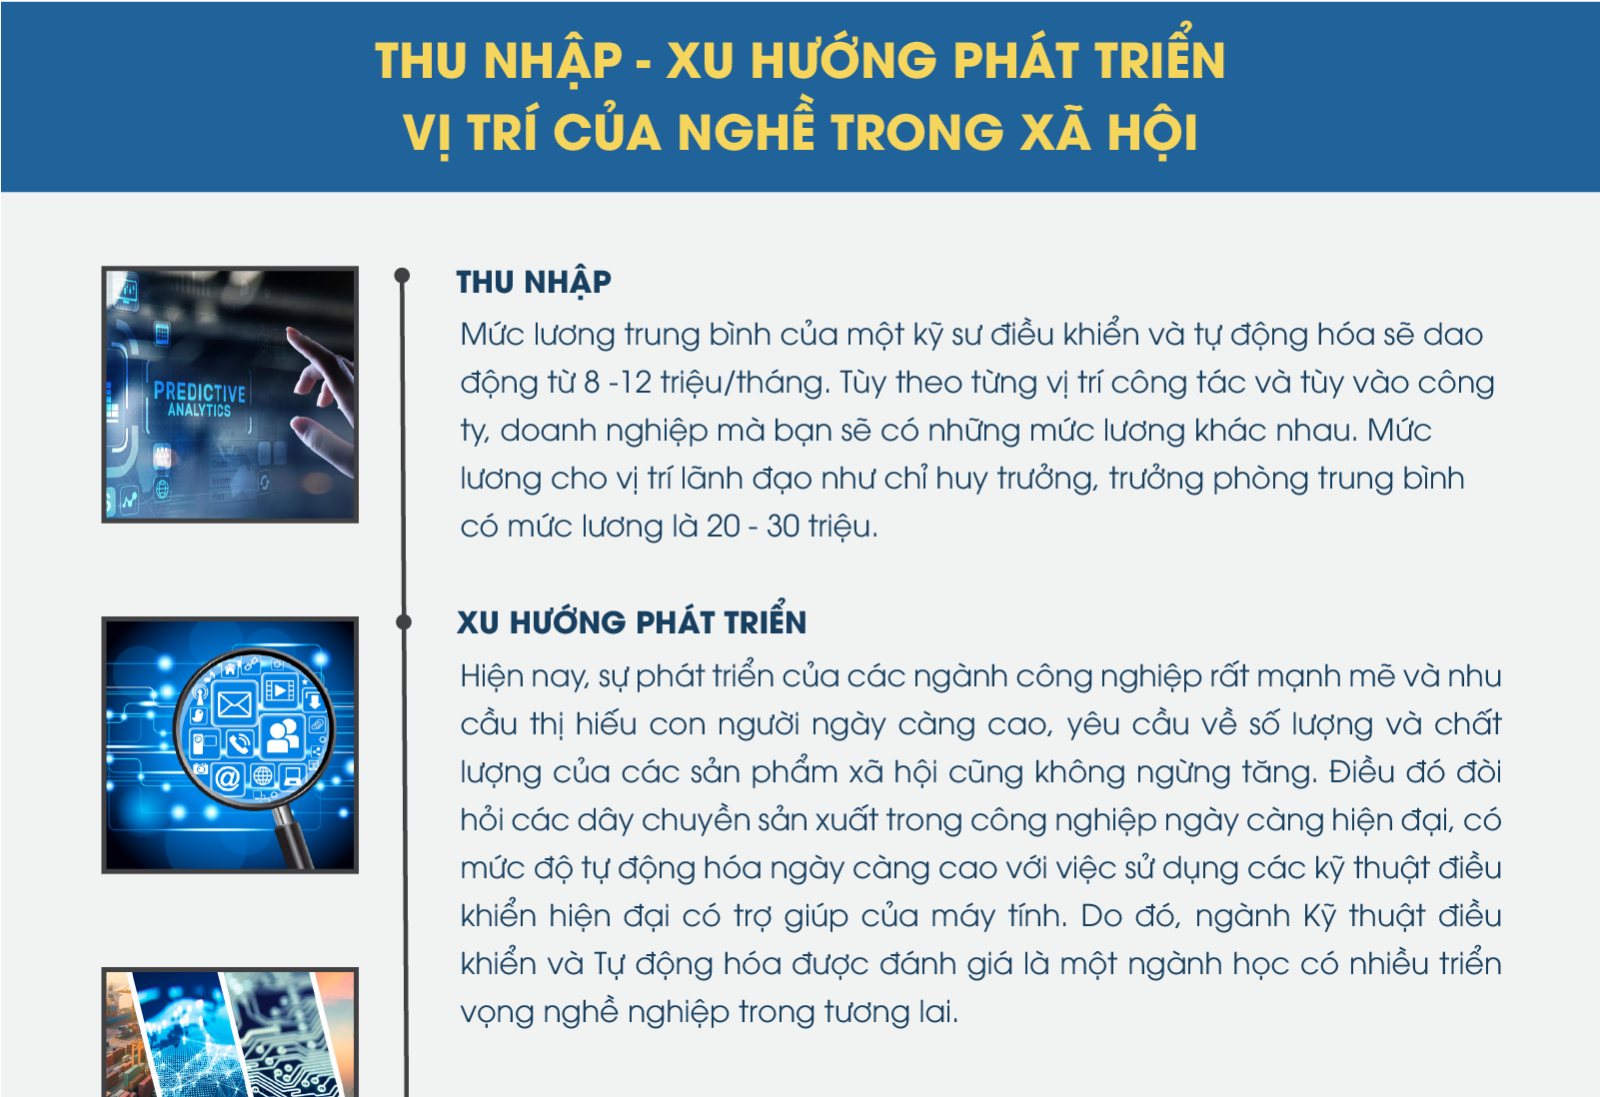 THU NHẬP - XU HƯỚNG PHÁT TRIỂN
VỊ TRÍ CỦA NGHỀ TRONG XÃ HỘI
PREDICTIVE
ANALYTICS
THU NHẬP
Mức lương trung bình của một kỹ sư điều khiển và tự động hóa sẽ dao
động từ 8 -12 triệu/tháng. Tùy theo từng vị trí công tác và tùy vào công
ty, doanh nghiệp mà bạn sẽ có những mức lương khác nhau. Mức
lương cho vị trí lãnh đạo như chỉ huy trưởng, trưởng phòng trung bình
có mức lương là 20 - 30 triệu.
XU HƯỚNG PHÁT TRIỂN
Hiện nay, sự phát triển của các ngành công nghiệp rất mạnh mẽ và nhu
cầu thị hiếu con người ngày càng cao, yêu cầu về số lượng và chất
lượng của các sản phẩm xã hội cũng không ngừng tăng. Điều đó đòi
hỏi các dây chuyền sản xuất trong công nghiệp ngày càng hiện đại, có
mức độ tự động hóa ngày càng cao với việc sử dụng các kỹ thuật điều
khiển hiện đại có trợ giúp của máy tính. Do đó, ngành Kỹ thuật điều
khiển và Tự động hóa được đánh giá là một ngành học có nhiều triển
vọng nghề nghiệp trong tương lai.